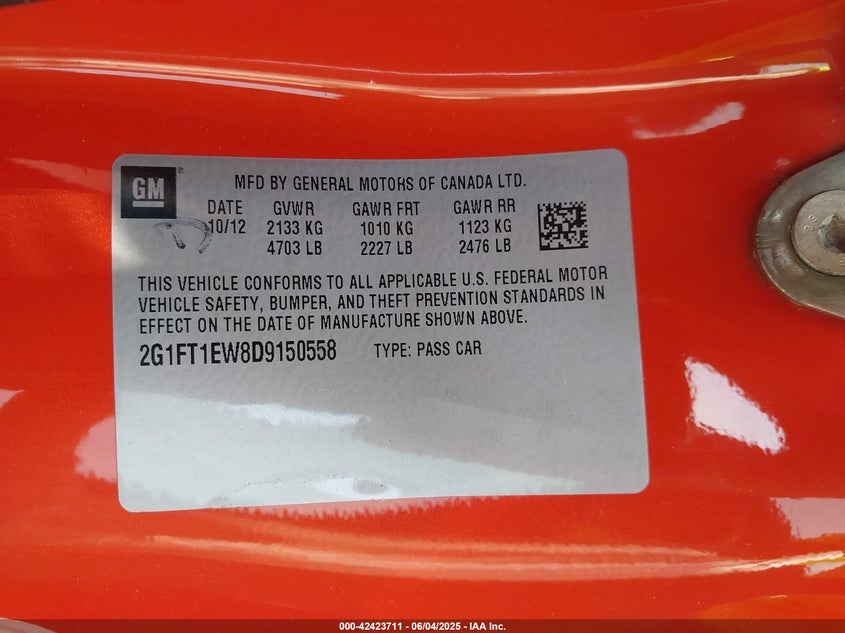 GM ® MFD BY GENERAL MOTORS OF CANADA LTD.
DATE GVWR GAWR FRT GAWR RR
10/12 2133 KG 1010 KG 1123 KG
4703 LB 2227 LB 2476 LB
THIS VEHICLE CONFORMS TO ALL APPLICABLE U.S. FEDERAL MOTOR
VEHICLE SAFETY, BUMPER, AND THEFT PREVENTION STANDARDS IN
EFFECT ON THE DATE OF MANUFACTURE SHOWN ABOVE.
2G1FT1EW8D9150558 TYPE: PASS CAR
000-42423711 - 06/04/2025 - IAA Inc.